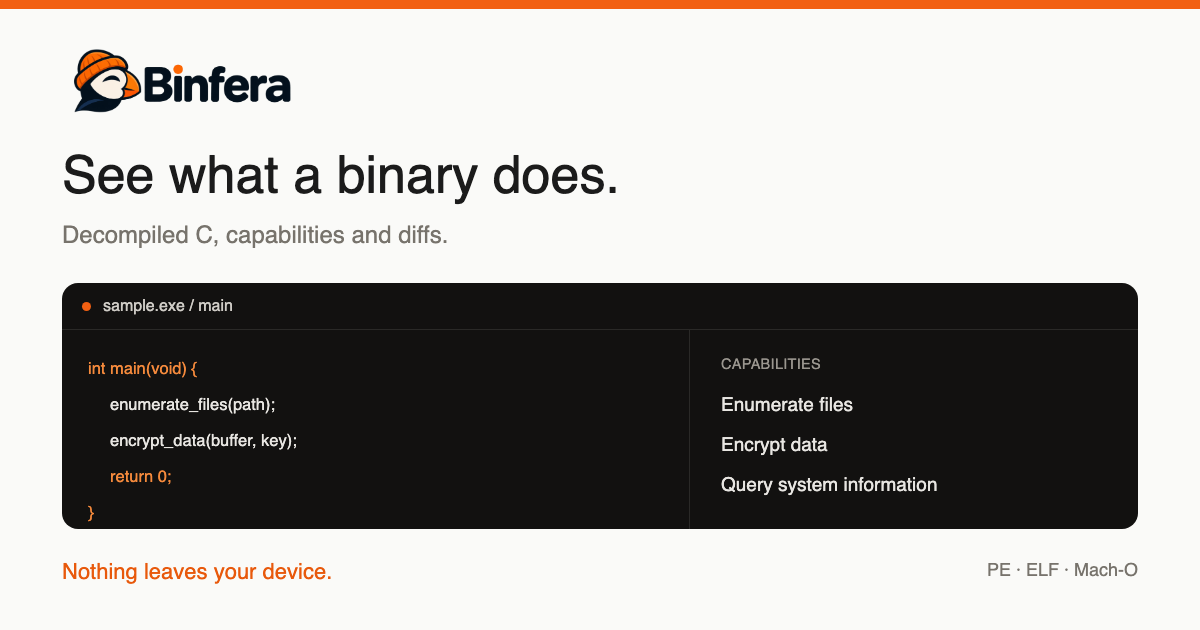 Binfera
See what a binary does.
Decompiled C, capabilities and diffs.
sample.exe / main
int main(void) {
enumerate_files(path);
encrypt_data(buffer, key);
return 0;
}
CAPABILITIES
Enumerate files
Encrypt data
Query system information
Nothing leaves your device.
PE · ELF · Mach-O